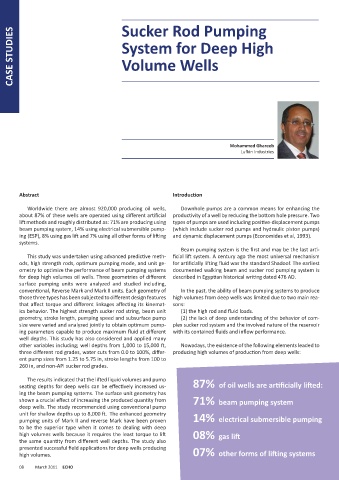 CASE STUDIES
Sucker Rod Pumping
System for Deep High
Volume Wells
Mohammed Ghareeb
Lufkin Industries
Abstract
Worldwide there are almost 920,000 producing oil wells,
about 87% of these wells are operated using different artificial
lift methods and roughly distributed as: 71% are producing using
beam pumping system, 14% using electrical submersible pump-
ing (ESP), 8% using gas lift and 7% using all other forms of lifting
systems.
This study was undertaken using advanced predictive meth-
ods, high strength rods, optimum pumping mode, and unit ge-
ometry to optimize the performance of beam pumping systems
for deep high volumes oil wells. Three geometries of different
surface pumping units were analyzed and studied including,
conventional, Reverse Mark and Mark II units. Each geometry of
those three types has been subjected to different design features
that affect torque and different linkages affecting its kinemat-
ics behavior. The highest strength sucker rod string, beam unit
geometry, stroke length, pumping speed and subsurface pump
size were varied and analyzed jointly to obtain optimum pump-
ing parameters capable to produce maximum fluid at different
well depths. This study has also considered and applied many
other variables including, well depths from 1,000 to 15,000 ft,
three different rod grades, water cuts from 0.0 to 100%, differ-
ent pump sizes from 1.25 to 5.75 in, stroke lengths from 100 to
260 in, and non-API sucker rod grades.
The results indicated that the lifted liquid volumes and pump
seating depths for deep wells can be effectively increased us-
ing the beam pumping systems. The surface unit geometry has
shown a crucial effect of increasing the produced quantity from
deep wells. The study recommended using conventional pump
unit for shallow depths up to 8,000 ft. The enhanced geometry
pumping units of Mark II and reverse Mark have been proven
to be the superior type when it comes to dealing with deep
high volumes wells because it requires the least torque to lift
the same quantity from different well depths. The study also
presented successful field applications for deep wells producing
high volumes.
Introduction
Downhole pumps are a common means for enhancing the
productivity of a well by reducing the bottom hole pressure. Two
types of pumps are used including positive displacement pumps
(which include sucker rod pumps and hydraulic piston pumps)
and dynamic displacement pumps (Economides et al, 1993).
Beam pumping system is the first and may be the last arti-
ficial lift system. A century ago the most universal mechanism
for artificially lifting fluid was the standard beded. The earliest
documented walking beam and sucker rod pumping system is
described in Egyptian historical writing dated 476 AD.
In the past, the ability of beam pumping systems to produce
high volumes from deep wells was limited due to two main rea-
sons:
(1) the high rod and fluid loads.
(2) the lack of deep understanding of the behavior of com-
plex sucker rod system and the involved nature of the reservoir
with its contained fluids and inflow performance.
Nowadays, the existence of the following elements leaded to
producing high volumes of production from deep wells:
87% of oil wells are artificially lifted:
71% beam pumping system
14% electrical submersible pumping
08% gas lift
07% other forms of lifting systems
08 March 2011 ECHO